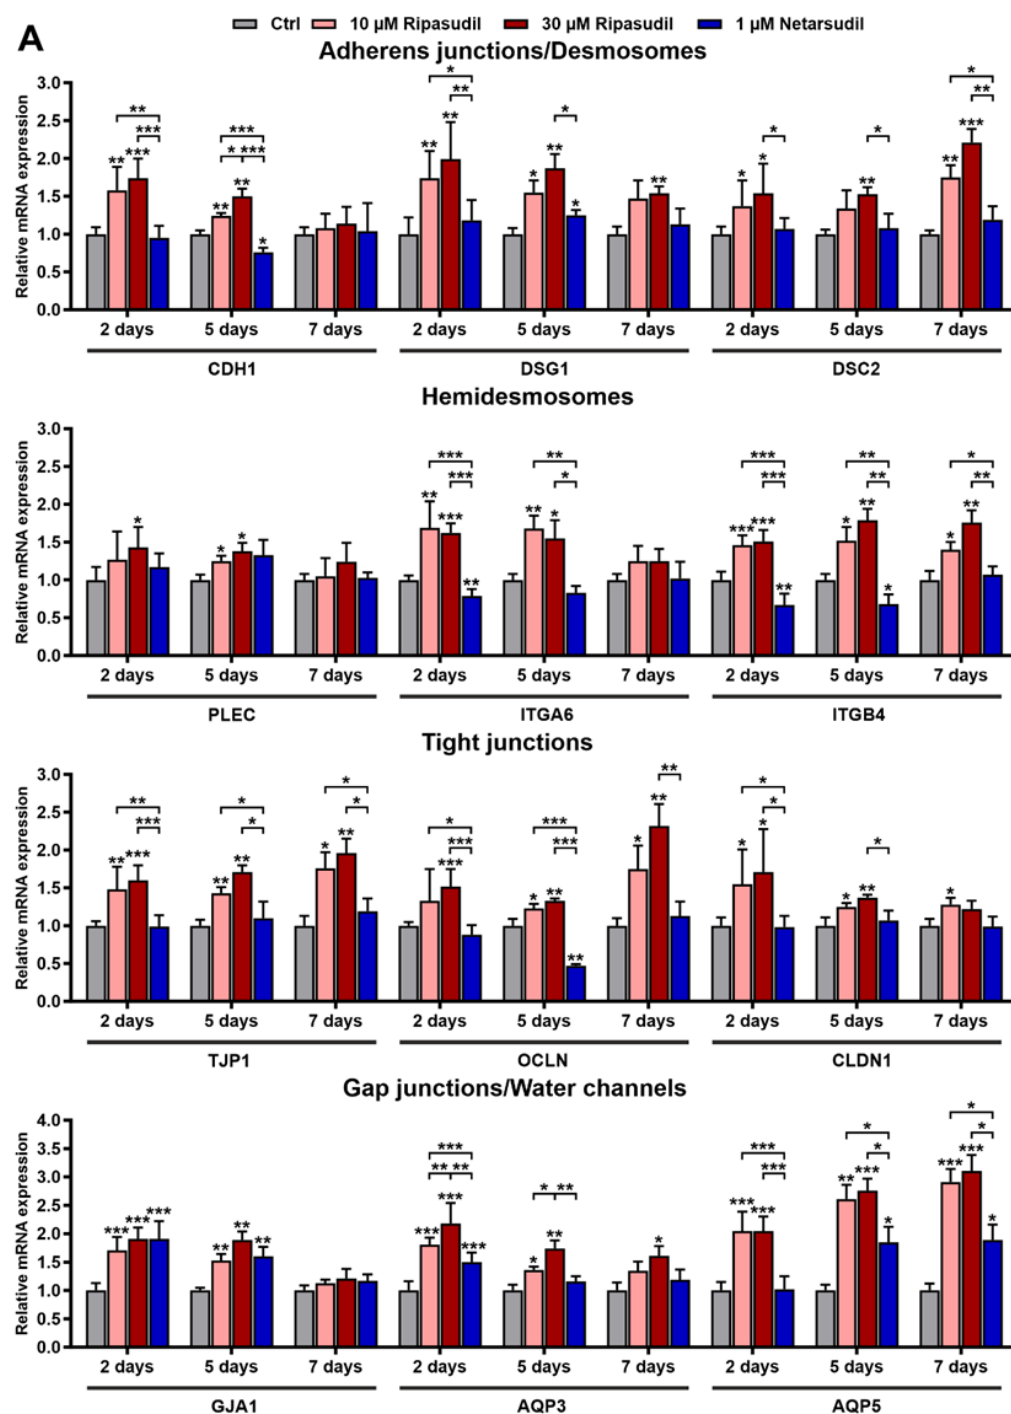 A
Ctrl 10 µM Ripasudil 30 µM Ripasudil 1 µM Netarsudil
Adherens junctions/Desmosomes
Relative mRNA expression
3.0
2.5
2.0
1.5
1.0
0.5
0.0
** *** ** *** ** *** * *** ** ** *
* ** ** ** * * ** * ** * * * * ** * ** ** ***
2 days 5 days 7 days 2 days 5 days 7 days 2 days 5 days 7 days
CDH1 DSG1 DSC2
Hemidesmosomes
Relative mRNA expression
3.0
2.5
2.0
1.5
1.0
0.5
0.0
* * * *** *** ** *** ** ** * ** *
*** *** *** *** ** ** ** * ** * * ** * **
2 days 5 days 7 days 2 days 5 days 7 days 2 days 5 days 7 days
PLEC ITGA6 ITGB4
Tight junctions
Relative mRNA expression
3.0
2.5
2.0
1.5
1.0
0.5
0.0
** *** ** *** * * ** ** * * * **
* *** *** *** *** * ** ** ** * ** * * * * * * ** *
2 days 5 days 7 days 2 days 5 days 7 days 2 days 5 days 7 days
TJP1 OCLN CLDN1
Gap junctions/Water channels
Relative mRNA expression
4.0
3.5
3.0
2.5
2.0
1.5
1.0
0.5
0.0
*** *** *** ** ** ** *** ** ** *** *** *** * ** * ** *
*** *** *** *** * * ** *** * * * *** *** *
2 days 5 days 7 days 2 days 5 days 7 days 2 days 5 days 7 days
GJA1 AQP3 AQP5